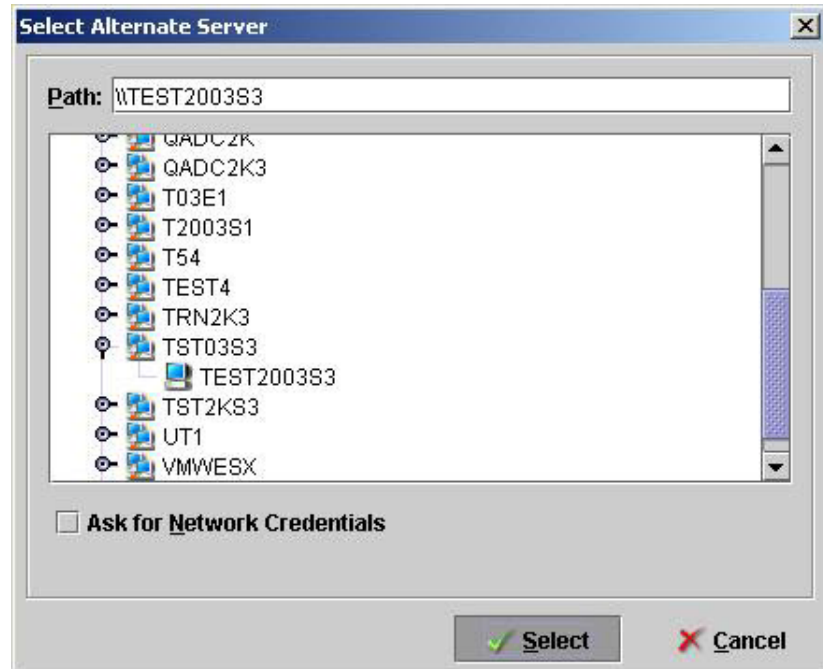 Select Alternate Server
Path: \\TEST2003S3
QADC2K
QADC2K3
T03E1
T2003S1
T54
TEST4
TRN2K3
TST03S3
TEST2003S3
TST2KS3
UT1
VMWESX
Ask for Network Credentials
Select Cancel